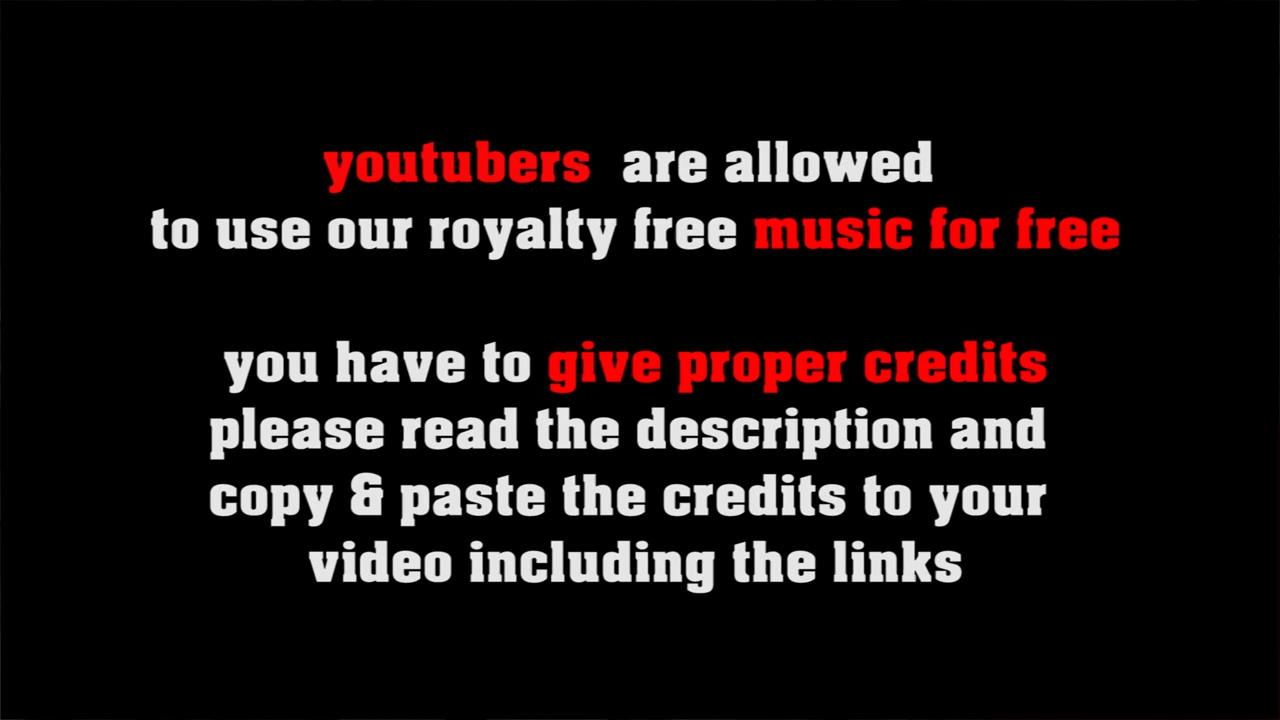 youtubers are allowed
to use our royalty free music for free
you have to give proper credits
please read the description and
copy & paste the credits to your
video including the links